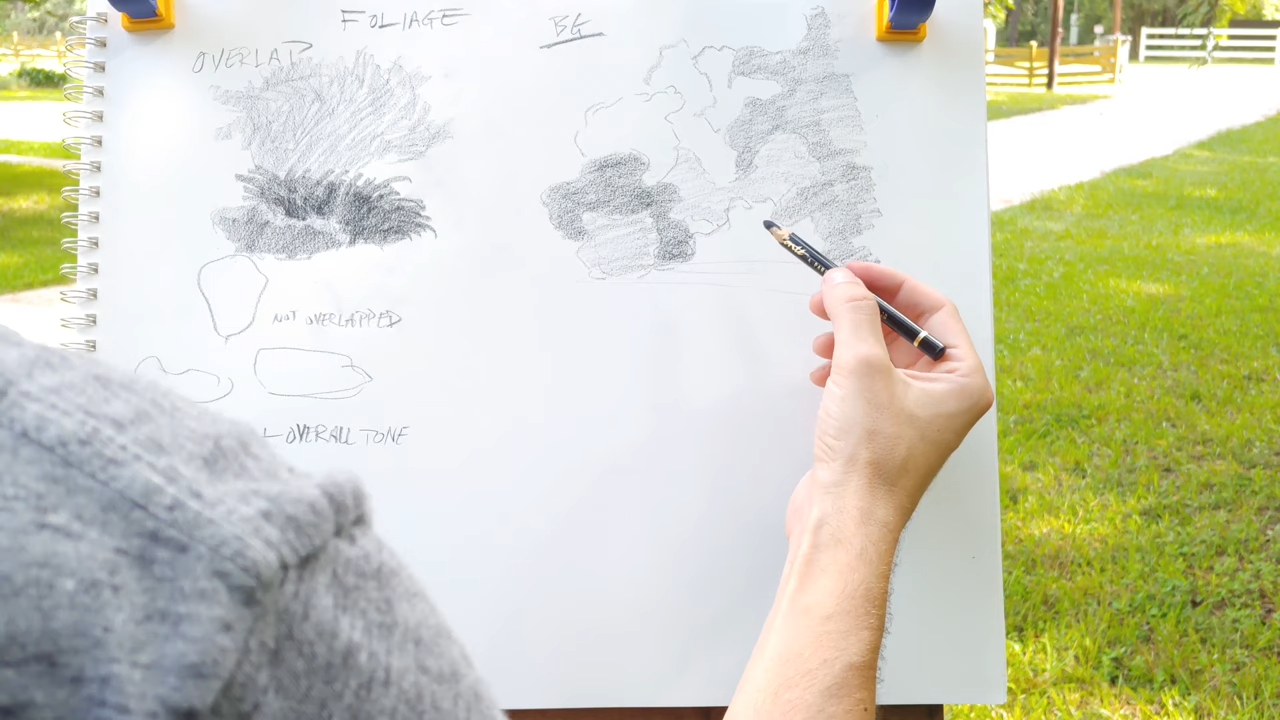 FOLIAGE
BG
OVERLAP
NOT OVERLAPPED
OVERALL TONE